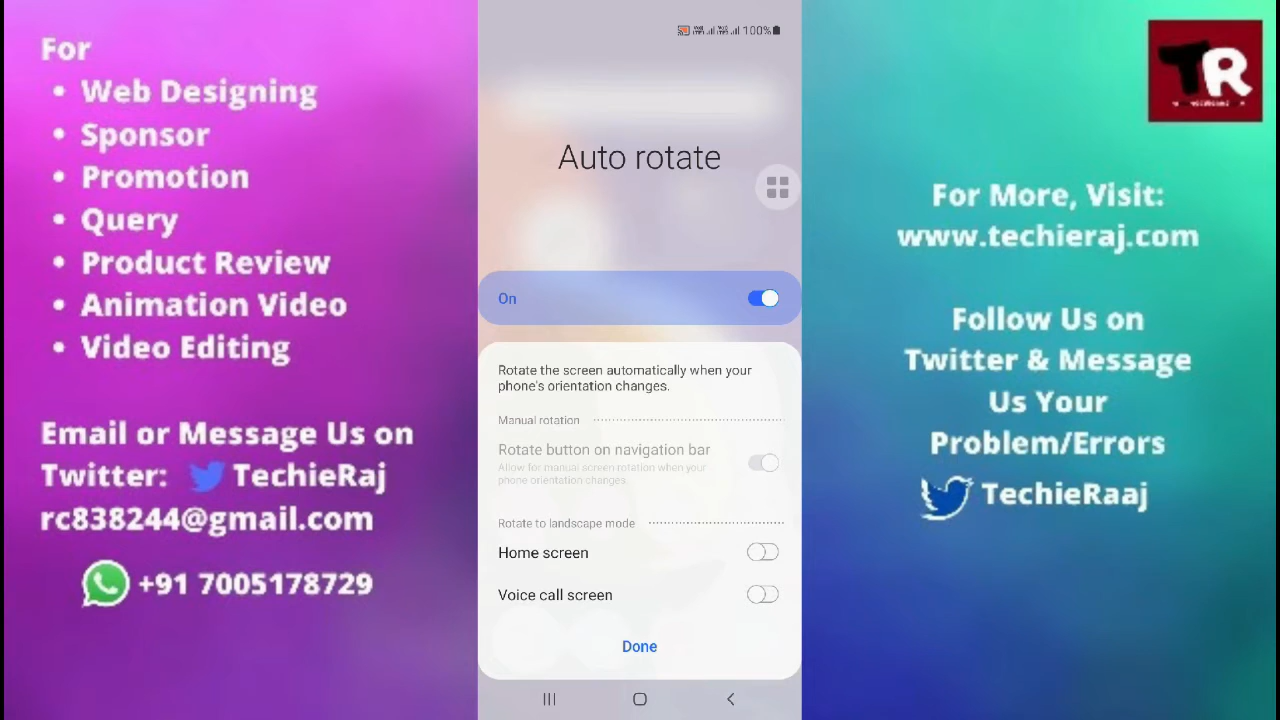 For
• Web Designing
• Sponsor
• Promotion
• Query
• Product Review
• Animation Video
• Video Editing
Email or Message Us on
Twitter: TechieRaj
rc838244@gmail.com
+91 7005178729
100%
Auto rotate
On
Rotate the screen automatically when your
phone's orientation changes.
Manual rotation
Rotate button on navigation bar
Allow for manual screen rotation when your
phone orientation changes.
Rotate to landscape mode
Home screen
Voice call screen
Done
TR
For More, Visit:
www.techieraj.com
Follow Us on
Twitter & Message
Us Your
Problem/Errors
TechieRaaj